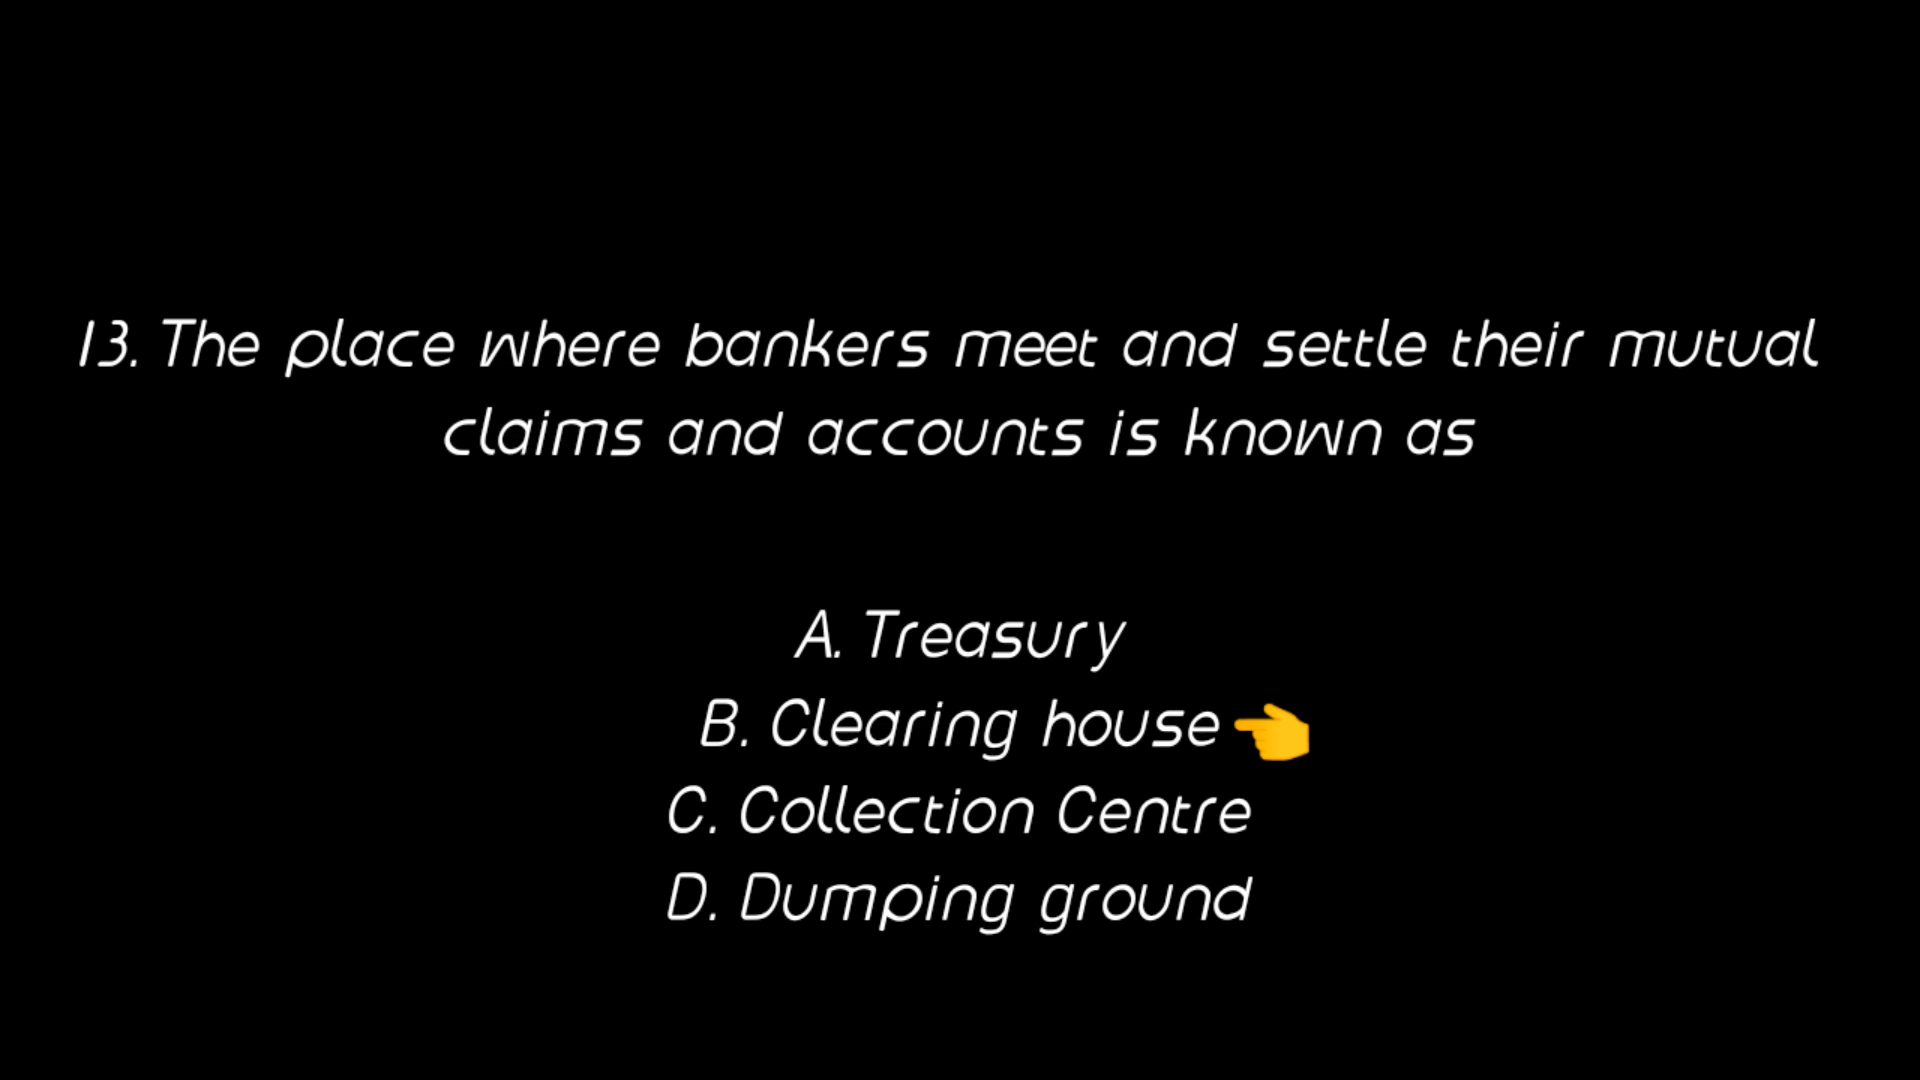 13. The place where bankers meet and settle their mutual
claims and accounts is known as
A. Treasury
B. Clearing house👈
C. Collection Centre
D. Dumping ground